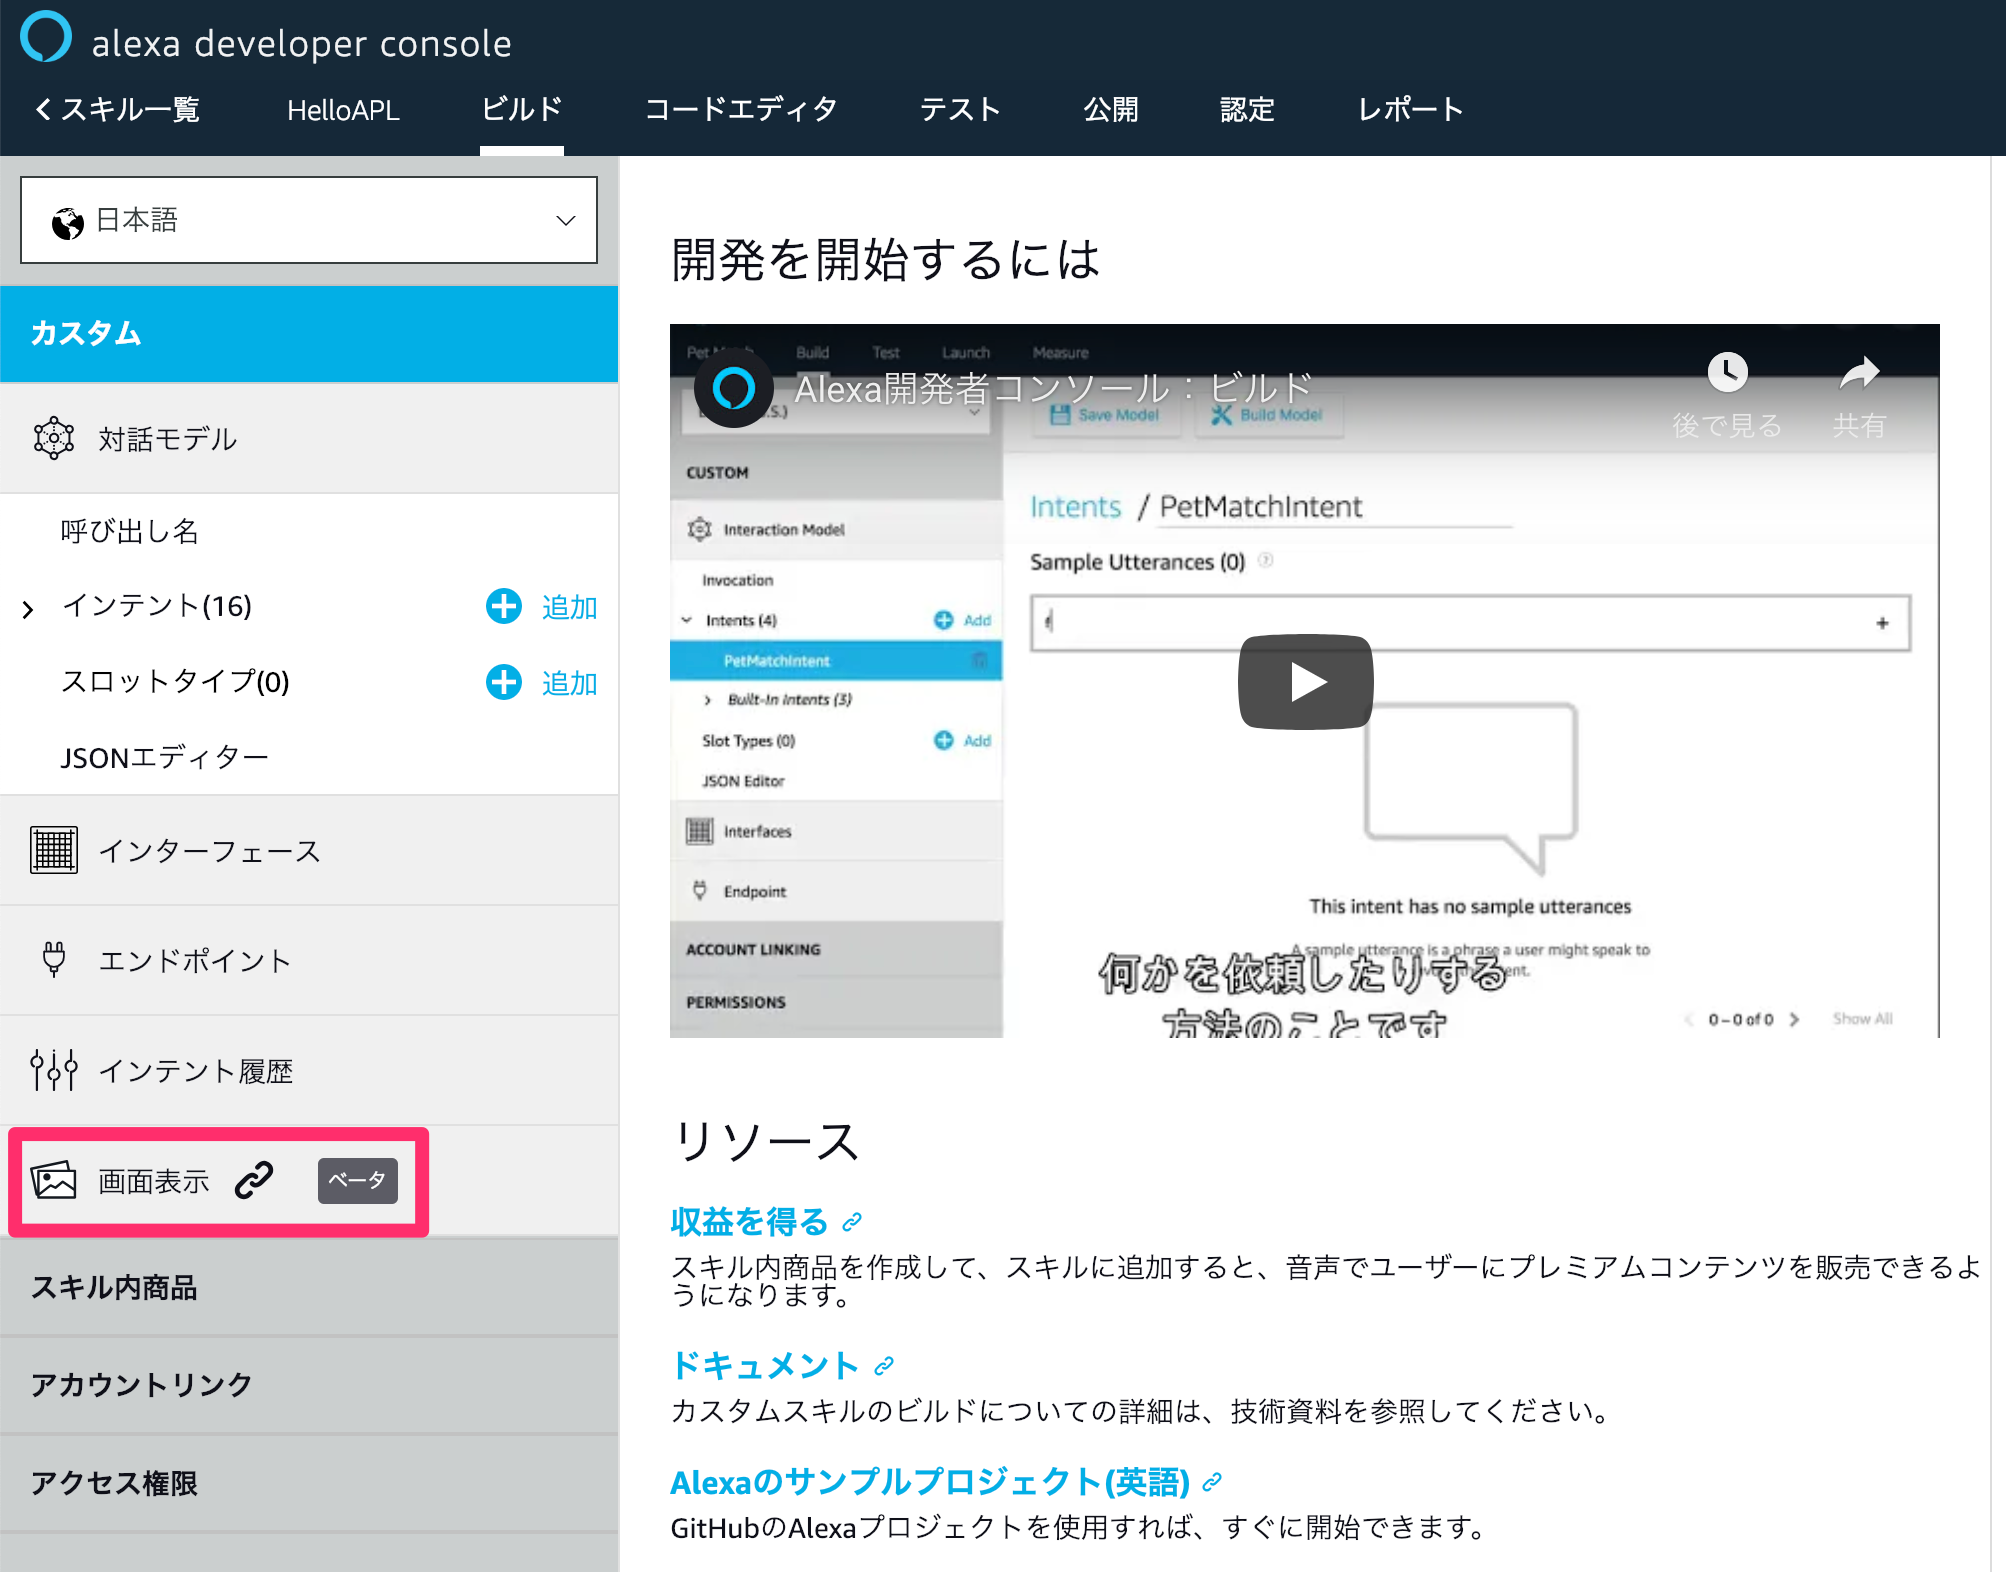 alexa developer console
スキル一覧
HelloAPL
ビルド
コードエディタ
テスト
公開
認定
レポート
日本語
カスタム
対話モデル
呼び出し名
インテント(16)
追加
スロットタイプ(0)
追加
JSONエディター
インターフェース
エンドポイント
インテント履歴
画面表示
ベータ
スキル内商品
アカウントリンク
アクセス権限
開発を開始するには
Build
Test
Launch
Measure
Alexa開発者コンソール：ビルド
後で見る
共有
Save Model
Build Model
CUSTOM
Interaction Model
Invocation
Intents (4)
Add
PetMatchIntent
Built-In Intents (3)
Slot Types (0)
Add
JSON Editor
Interfaces
Endpoint
ACCOUNT LINKING
PERMISSIONS
Intents / PetMatchIntent
Sample Utterances (0)
This intent has no sample utterances
A sample utterance is a phrase a user might speak to
何かを依頼したりする
方法のことです
0 – 0 of 0
Show All
リソース
収益を得る
スキル内商品を作成して、スキルに追加すると、音声でユーザーにプレミアムコンテンツを販売できるよ
うになります。
ドキュメント
カスタムスキルのビルドについての詳細は、技術資料を参照してください。
Alexaのサンプルプロジェクト(英語)
GitHubのAlexaプロジェクトを使用すれば、すぐに開始できます。